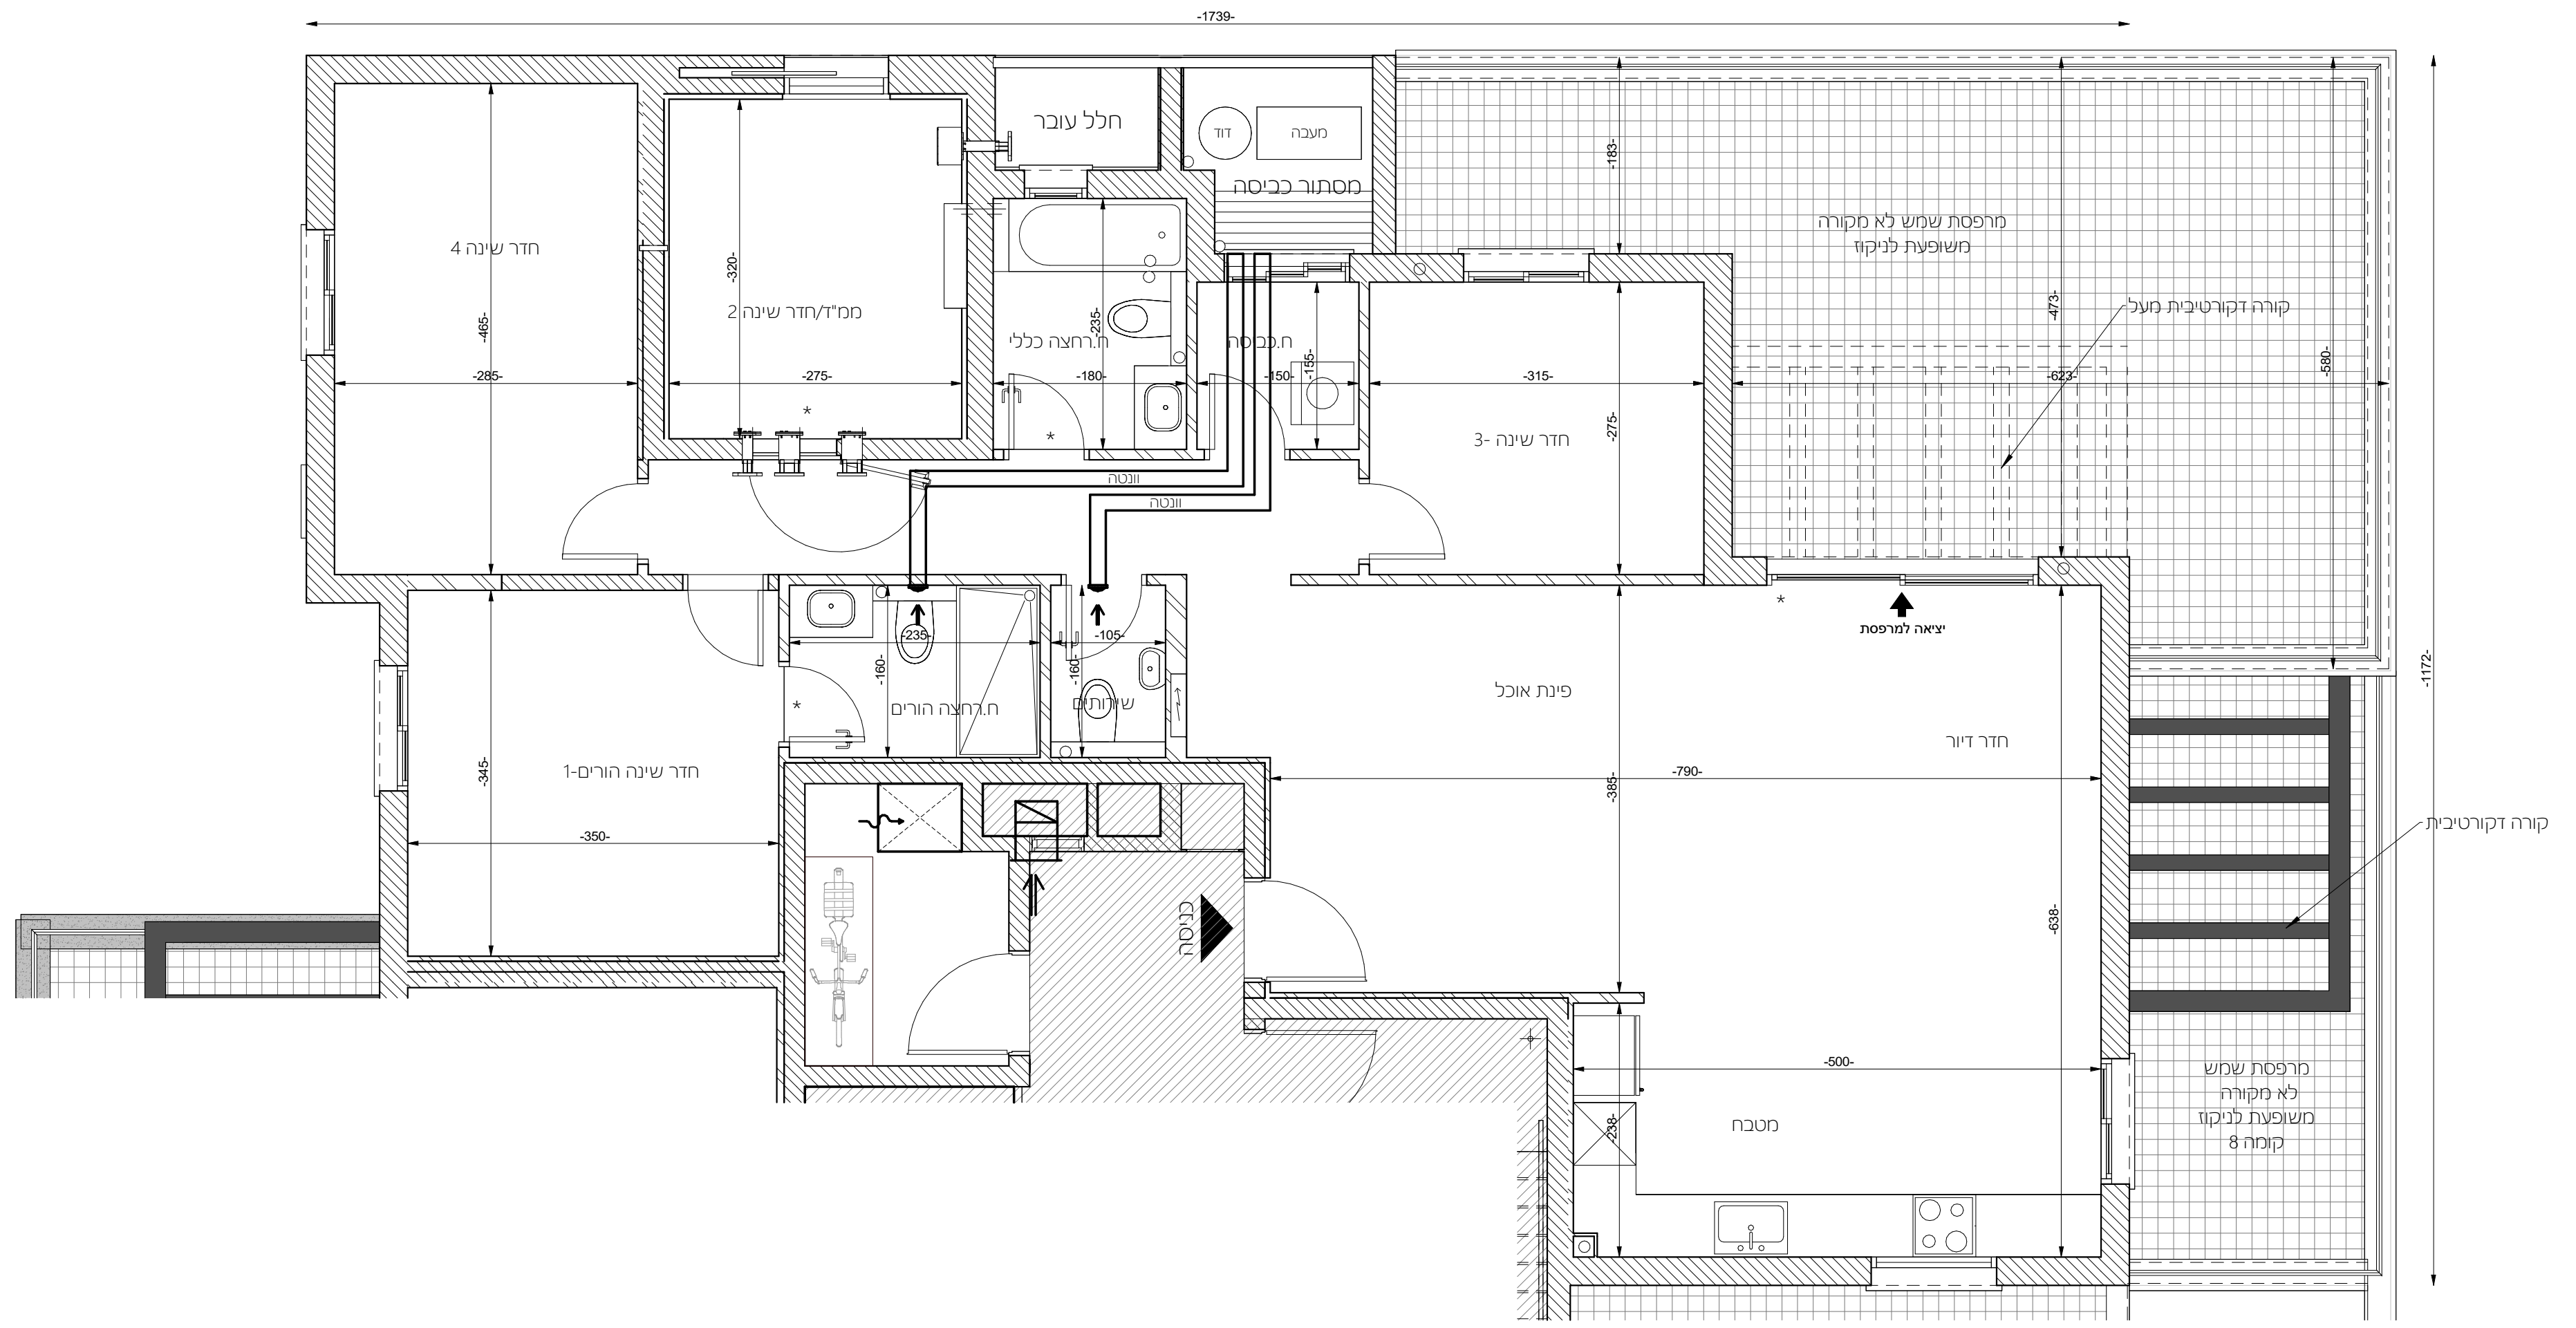 -1739-
חלל עובר
דוד
מעבה
מסתור כביסה
-183-
מרפסת שמש לא מקורה
משופעת לניקוז
חדר שינה 4
-465-
-320-
ממ"ד/חדר שינה 2
-235-
ח.רחצה כללי
ח.כביסה
-155-
-473-
קורה דקורטיבית מעל
-580-
-285-
-275-
-180-
-150-
-315-
-623-
*
*
חדר שינה -3
-275-
וונטה
וונטה
*
יציאה למרפסת
-235-
-105-
-160-
-160-
*
ח.רחצה הורים
שירותים
פינת אוכל
חדר דיור
-1172-
חדר שינה הורים-1
-345-
-790-
-385-
-350-
קורה דקורטיבית
כניסה
-638-
-500-
מרפסת שמש
לא מקורה
משופעת לניקוז
קומה 8
-238-
מטבח